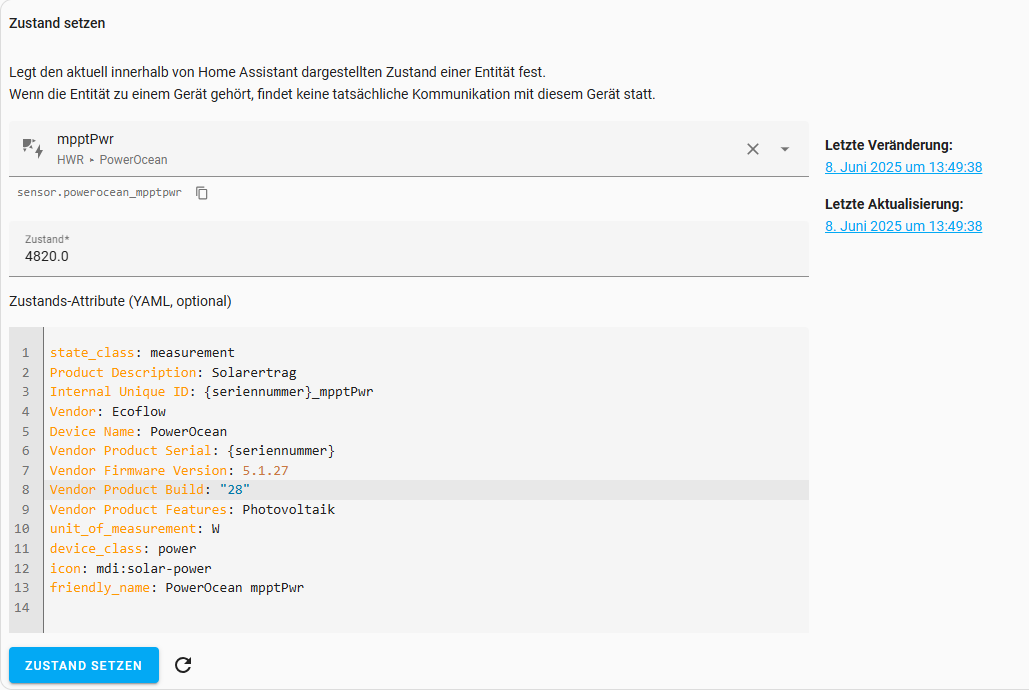 Zustand setzen
Legt den aktuell innerhalb von Home Assistant dargestellten Zustand einer Entität fest.
Wenn die Entität zu einem Gerät gehört, findet keine tatsächliche Kommunikation mit diesem Gerät statt.
mpptPwr
HWR ▸ PowerOcean
sensor.powerocean_mpptpwr
Letzte Veränderung:
8. Juni 2025 um 13:49:38
Letzte Aktualisierung:
8. Juni 2025 um 13:49:38
Zustand*
4820.0
Zustands-Attribute (YAML, optional)
1 state_class: measurement
2 Product Description: Solarertrag
3 Internal Unique ID: {seriennummer}_mpptPwr
4 Vendor: Ecoflow
5 Device Name: PowerOcean
6 Vendor Product Serial: {seriennummer}
7 Vendor Firmware Version: 5.1.27
8 Vendor Product Build: "28"
9 Vendor Product Features: Photovoltaik
10 unit_of_measurement: W
11 device_class: power
12 icon: mdi:solar-power
13 friendly_name: PowerOcean mpptPwr
14
ZUSTAND SETZEN